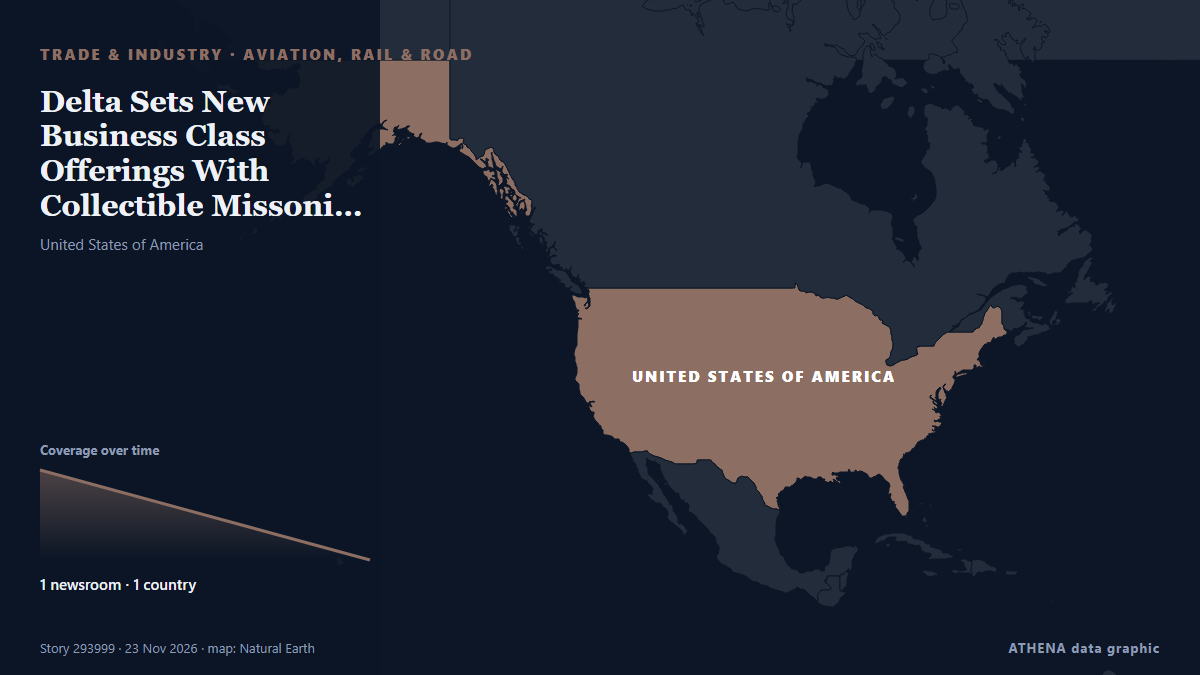 TRADE & INDUSTRY · AVIATION, RAIL & ROAD
Delta Sets New
Business Class
Offerings With
Collectible Missoni...
United States of America
UNITED STATES OF AMERICA
Coverage over time
1 newsroom · 1 country
Story 293999 · 23 Nov 2026 · map: Natural Earth
ATHENA data graphic